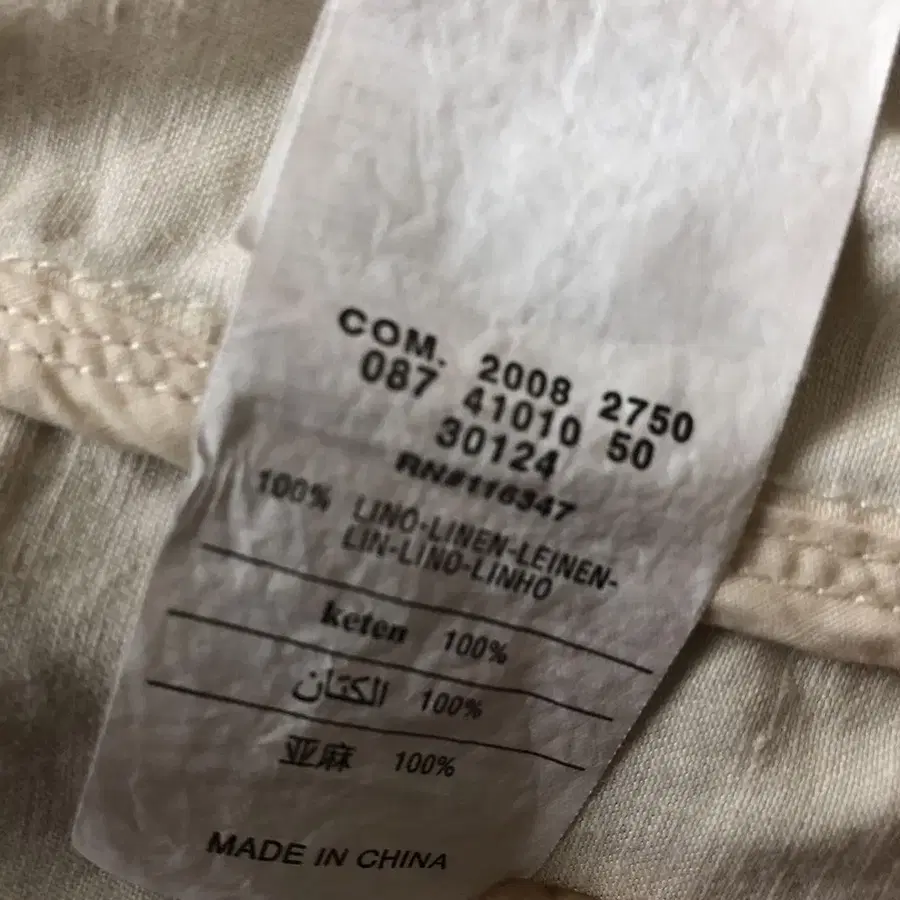 COM. 2008 2750
087 41010 50
30124
RN#116347
100% LINO-LINEN-LEINEN-
LIN-LINO-LINHO
keten 100%
الكتان 100%
亚麻 100%
MADE IN CHINA